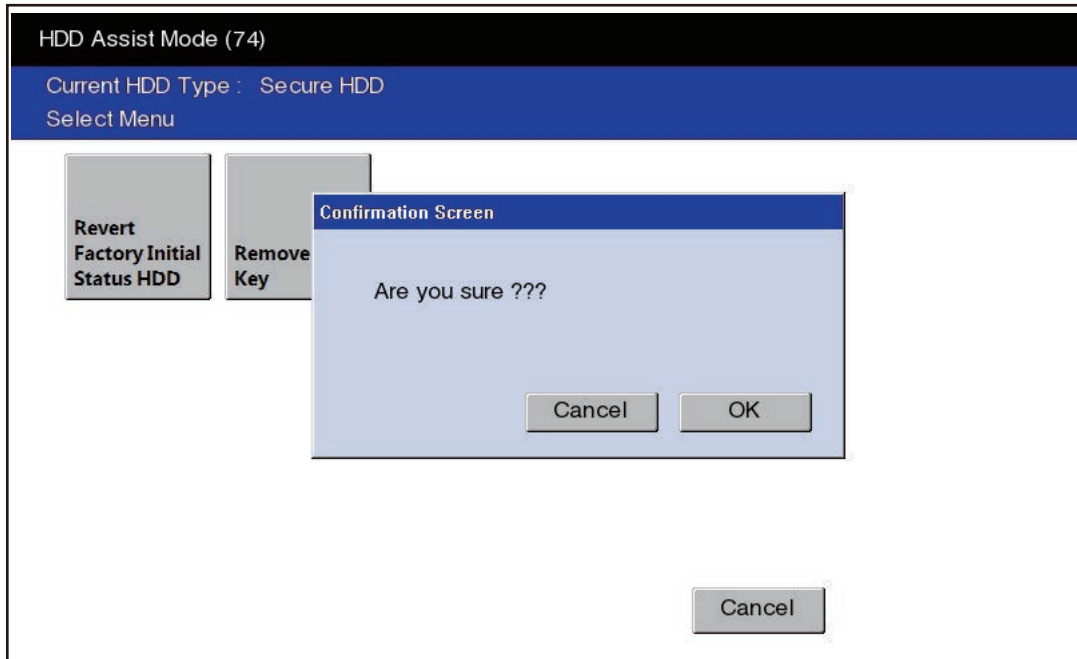 HDD Assist Mode (74)
Current HDD Type : Secure HDD
Select Menu
Revert
Factory Initial
Status HDD
Remove
Key
Confirmation Screen
Are you sure ???
Cancel
OK
Cancel